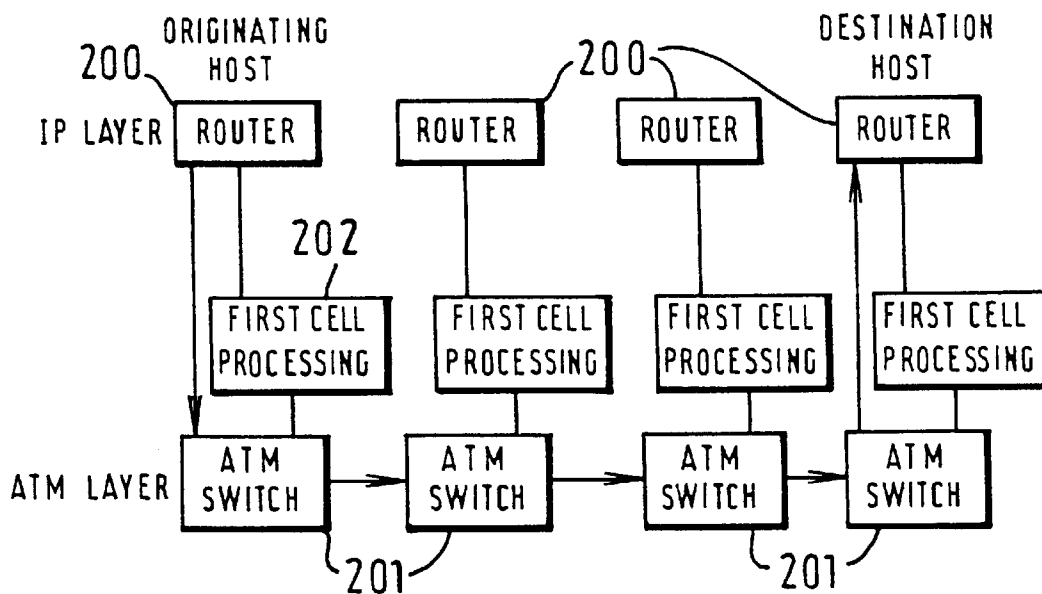 ORIGINATING
HOST
DESTINATION
HOST
200
200
IP LAYER
ROUTER
ROUTER
ROUTER
ROUTER
202
FIRST CELL
PROCESSING
FIRST CELL
PROCESSING
FIRST CELL
PROCESSING
FIRST CELL
PROCESSING
ATM LAYER
ATM
SWITCH
ATM
SWITCH
ATM
SWITCH
ATM
SWITCH
201
201